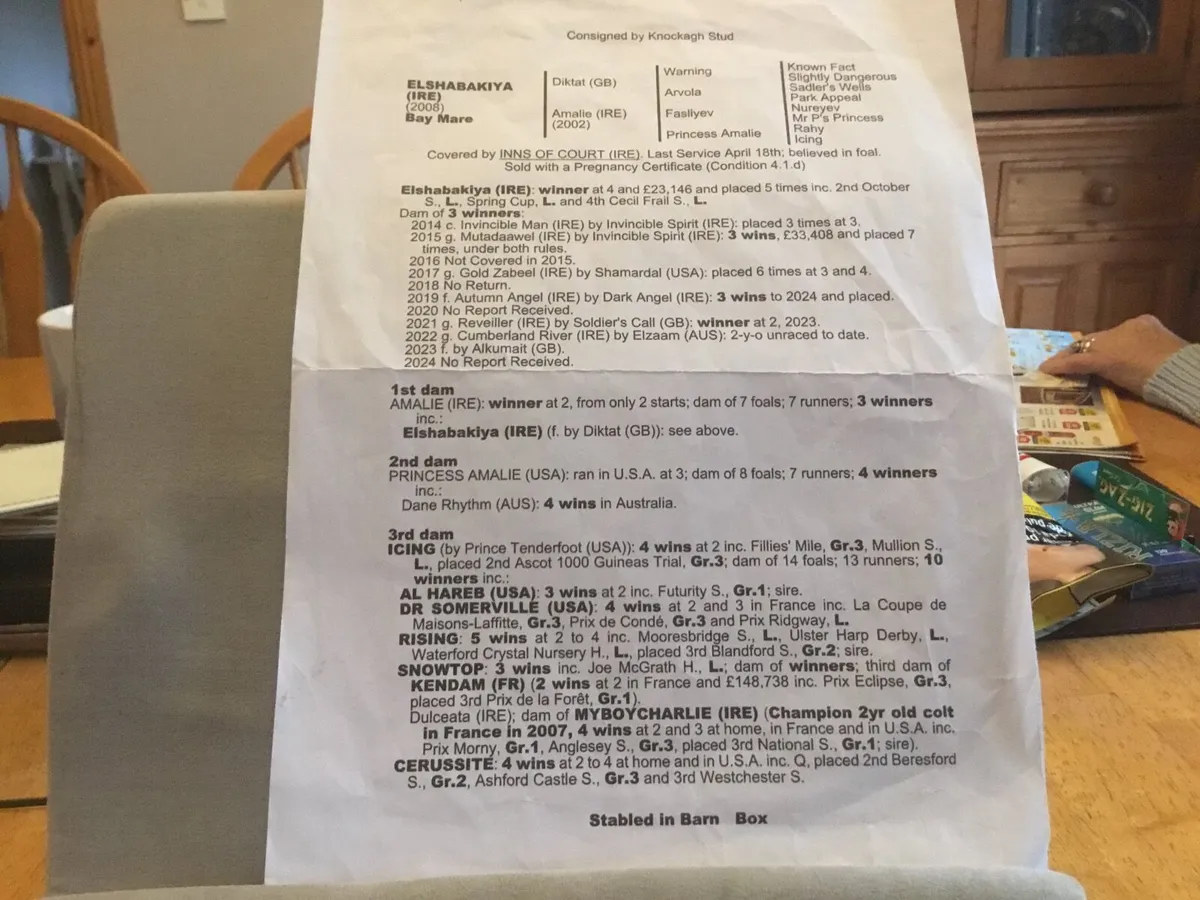 Consigned by Knockagh Stud
ELSHABAKIYA
(IRE)
(2008)
Bay Mare
Diktat (GB)
Amalie (IRE)
(2002)
Warning
Arvola
Fasliyev
Princess Amalie
Known Fact
Slightly Dangerous
Sadler's Wells
Park Appeal
Nureyev
Mr P's Princess
Rahy
Icing
Covered by INNS OF COURT (IRE). Last Service April 18th; believed in foal.
Sold with a Pregnancy Certificate (Condition 4.1.d)
Elshabakiya (IRE): winner at 4 and £23,146 and placed 5 times inc. 2nd October
S., L., Spring Cup, L. and 4th Cecil Frail S., L.
Dam of 3 winners:
2014 c. Invincible Man (IRE) by Invincible Spirit (IRE): placed 3 times at 3.
2015 g. Mutadaawel (IRE) by Invincible Spirit (IRE): 3 wins, £33,408 and placed 7
times, under both rules.
2016 Not Covered in 2015.
2017 g. Gold Zabeel (IRE) by Shamardal (USA): placed 6 times at 3 and 4.
2018 No Return.
2019 f. Autumn Angel (IRE) by Dark Angel (IRE): 3 wins to 2024 and placed.
2020 No Report Received.
2021 g. Reveiller (IRE) by Soldier's Call (GB): winner at 2, 2023.
2022 g. Cumberland River (IRE) by Elzaam (AUS): 2-y-o unraced to date.
2023 f. by Alkumait (GB).
2024 No Report Received.
1st dam
AMALIE (IRE): winner at 2, from only 2 starts; dam of 7 foals; 7 runners; 3 winners
inc.:
Elshabakiya (IRE) (f. by Diktat (GB)): see above.
2nd dam
PRINCESS AMALIE (USA): ran in U.S.A. at 3; dam of 8 foals; 7 runners; 4 winners
inc.:
Dane Rhythm (AUS): 4 wins in Australia.
3rd dam
ICING (by Prince Tenderfoot (USA)): 4 wins at 2 inc. Fillies' Mile, Gr.3, Mullion S.,
L., placed 2nd Ascot 1000 Guineas Trial, Gr.3; dam of 14 foals; 13 runners; 10
winners inc.:
AL HAREB (USA): 3 wins at 2 inc. Futurity S., Gr.1; sire.
DR SOMERVILLE (USA): 4 wins at 2 and 3 in France inc. La Coupe de
Maisons-Laffitte, Gr.3, Prix de Condé, Gr.3 and Prix Ridgway, L.
RISING: 5 wins at 2 to 4 inc. Mooresbridge S., L., Ulster Harp Derby, L.,
Waterford Crystal Nursery H., L., placed 3rd Blandford S., Gr.2; sire.
SNOWTOP: 3 wins inc. Joe McGrath H., L.; dam of winners; third dam of
KENDAM (FR) (2 wins at 2 in France and £148,738 inc. Prix Eclipse, Gr.3,
placed 3rd Prix de la Forêt, Gr.1).
Dulceata (IRE); dam of MYBOYCHARLIE (IRE) (Champion 2yr old colt
in France in 2007, 4 wins at 2 and 3 at home, in France and in U.S.A. inc.
Prix Morny, Gr.1, Anglesey S., Gr.3, placed 3rd National S., Gr.1; sire).
CERUSSITE: 4 wins at 2 to 4 at home and in U.S.A. inc. Q, placed 2nd Beresford
S., Gr.2, Ashford Castle S., Gr.3 and 3rd Westchester S.
Stabled in Barn Box
ZIG-ZAG